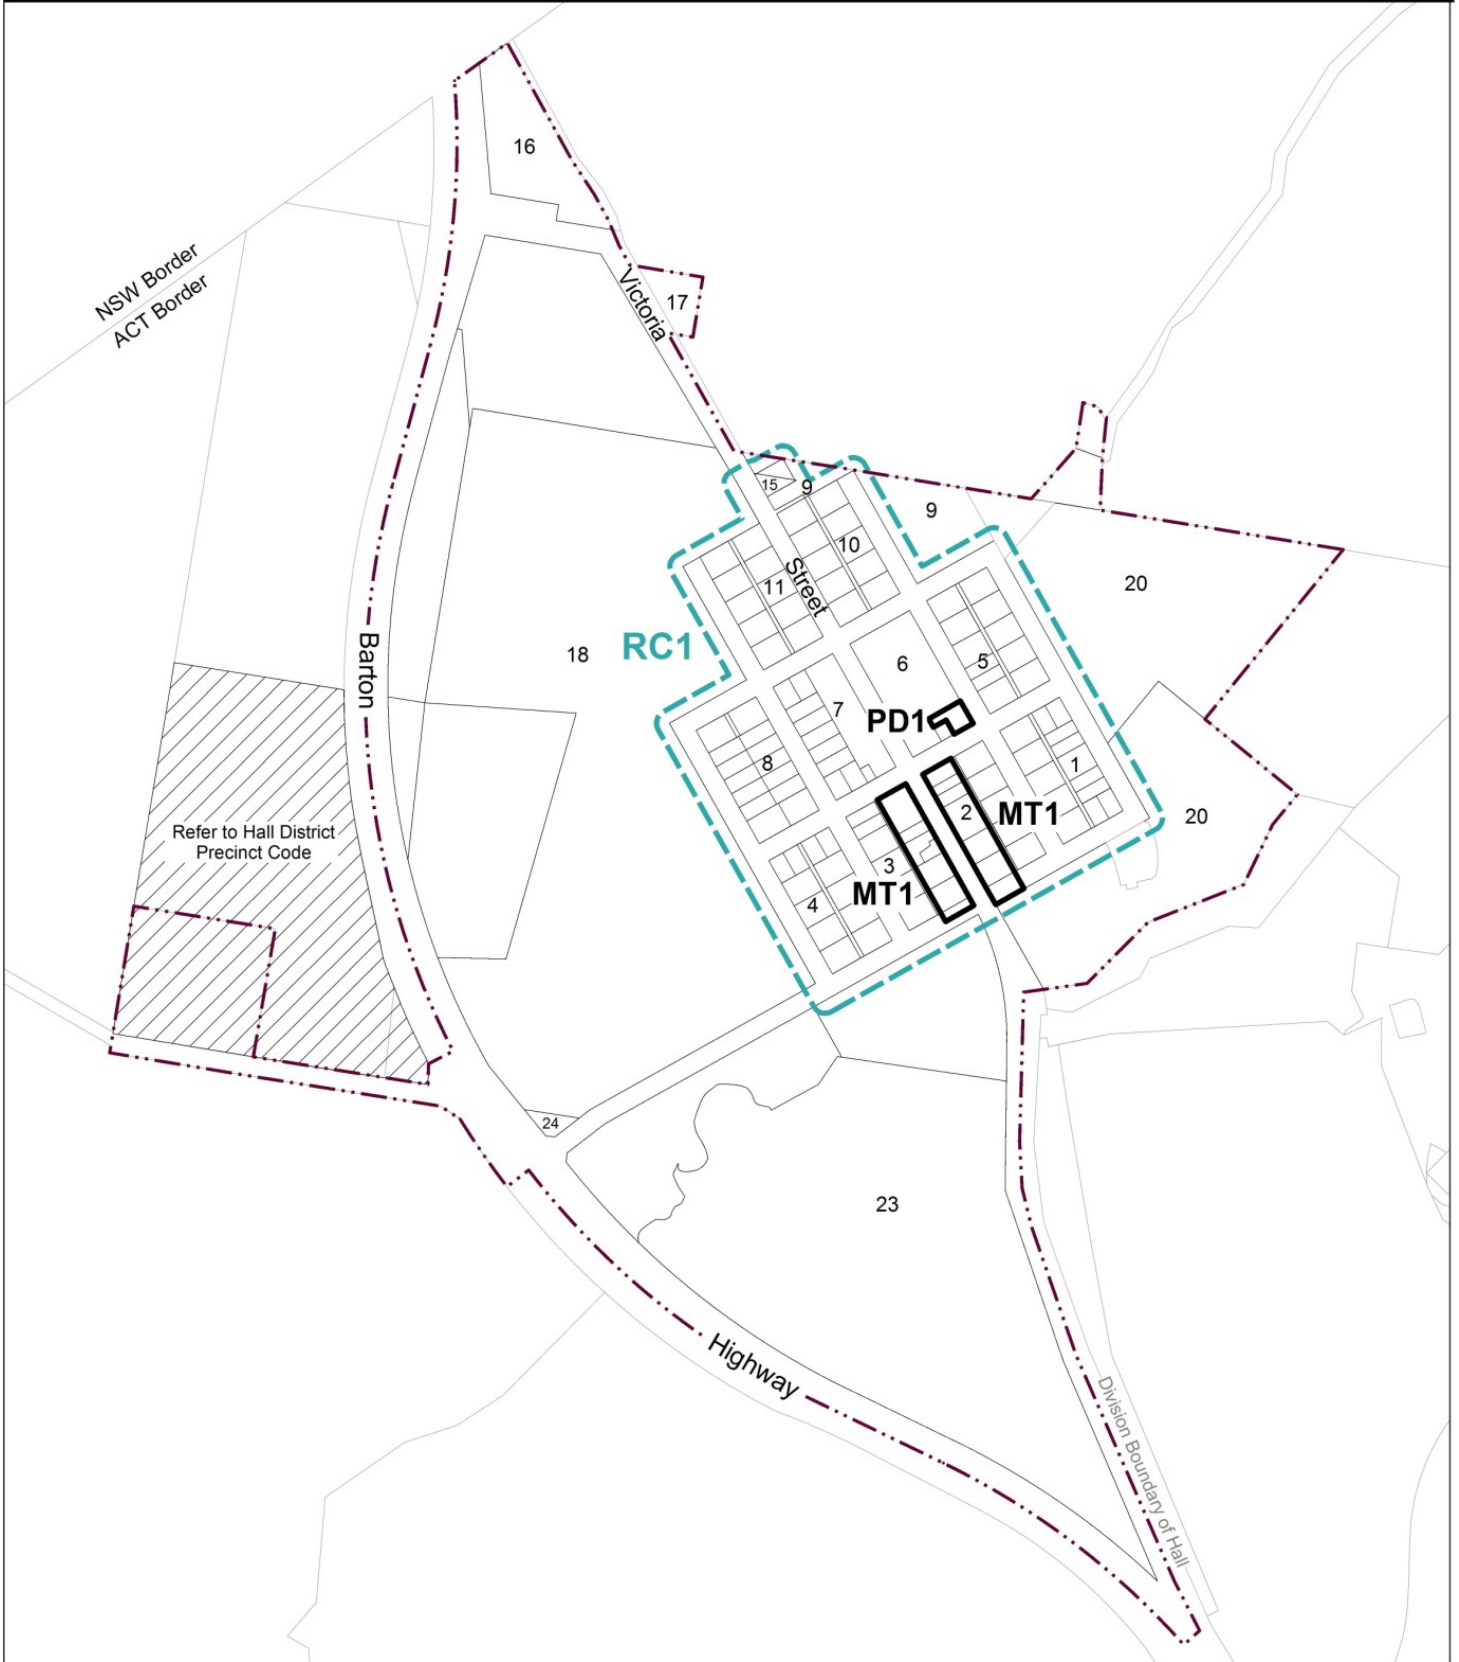 16
NSW Border
ACT Border
17
Victoria
15
9
9
10
Street
11
20
RC1
18
6
5
Barton
7
PD1
8
1
2
MT1
20
Refer to Hall District
Precinct Code
3
MT1
4
24
23
Highway
Division Boundary of Hall